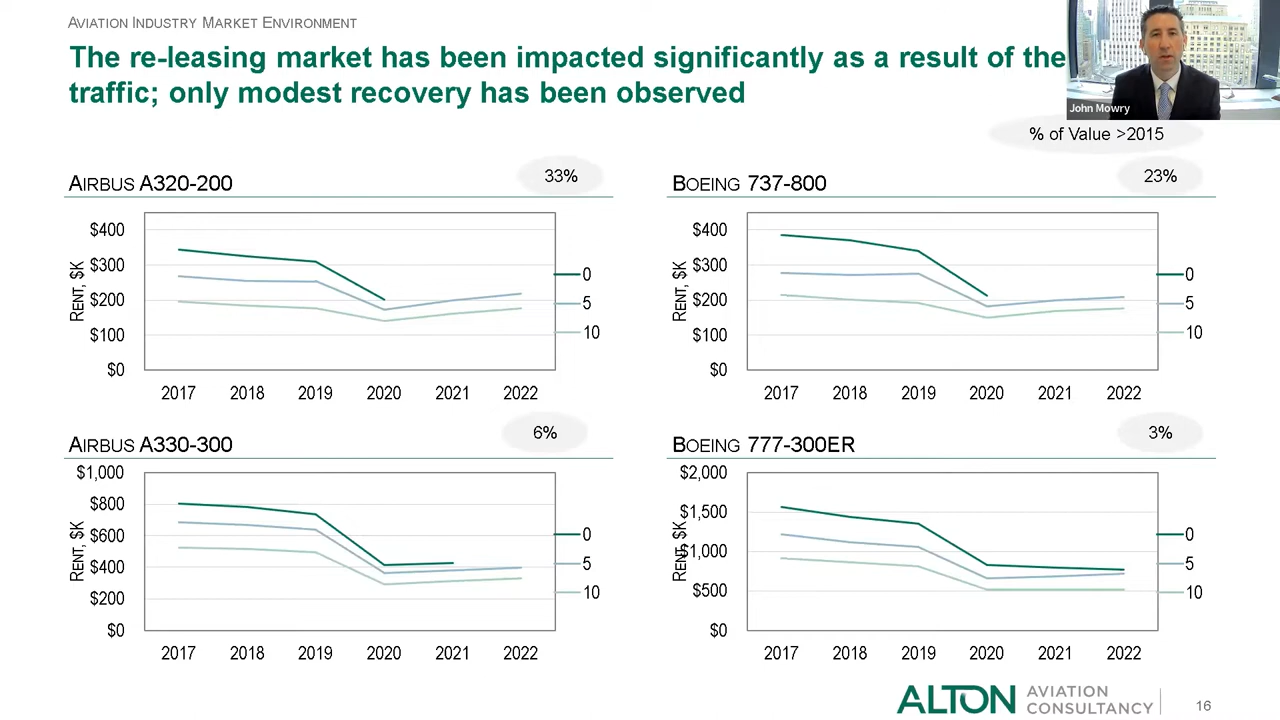 AVIATION INDUSTRY MARKET ENVIRONMENT
The re-leasing market has been impacted significantly as a result of the
traffic; only modest recovery has been observed
John Mowry
% of Value >2015
AIRBUS A320-200
33%
RENT, $K
$400
$300
$200
$100
$0
2017 2018 2019 2020 2021 2022
0
5
10
BOEING 737-800
23%
RENT, $K
$400
$300
$200
$100
$0
2017 2018 2019 2020 2021 2022
0
5
10
AIRBUS A330-300
6%
RENT, $K
$1,000
$800
$600
$400
$200
$0
2017 2018 2019 2020 2021 2022
0
5
10
BOEING 777-300ER
3%
RENT, $K
$2,000
$1,500
$1,000
$500
$0
2017 2018 2019 2020 2021 2022
0
5
10
ALTON AVIATION
CONSULTANCY
16